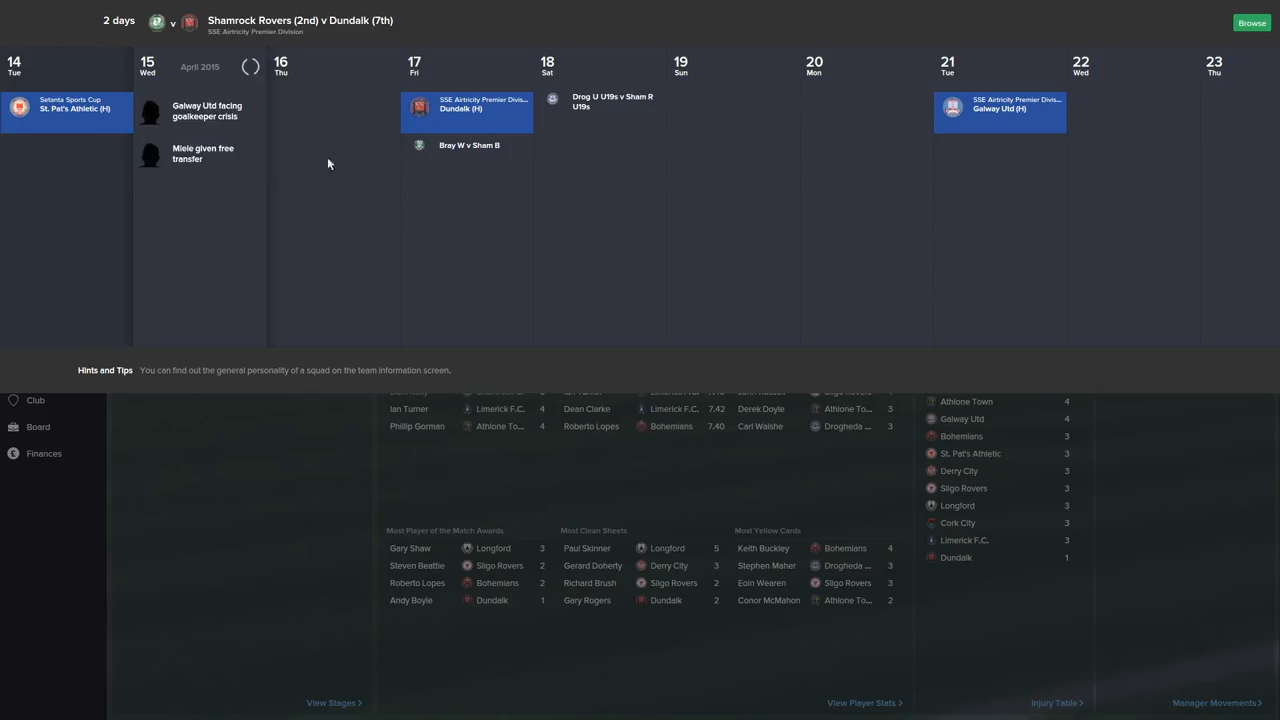 2 days
v
Shamrock Rovers (2nd) v Dundalk (7th)
SSE Airtricity Premier Division
Browse
14
Tue
15
Wed
April 2015
16
Thu
17
Fri
18
Sat
19
Sun
20
Mon
21
Tue
22
Wed
23
Thu
Setanta Sports Cup
St. Pat's Athletic (H)
Galway Utd facing
goalkeeper crisis
Miele given free
transfer
SSE Airtricity Premier Divis...
Dundalk (H)
Bray W v Sham B
Drog U U19s v Sham R
U19s
SSE Airtricity Premier Divis...
Galway Utd (H)
Hints and Tips You can find out the general personality of a squad on the team information screen.
Club
Board
Finances
Ian Turner Limerick F.C. 4 Dean Clarke Limerick F.C. 7.42 Derek Doyle Athlone To... 3
Phillip Gorman Athlone To... 4 Roberto Lopes Bohemians 7.40 Carl Walshe Drogheda ... 3
Athlone Town 4
Galway Utd 4
Bohemians 3
St. Pat's Athletic 3
Derry City 3
Sligo Rovers 3
Longford 3
Cork City 3
Limerick F.C. 3
Dundalk 1
Most Player of the Match Awards Most Clean Sheets Most Yellow Cards
Gary Shaw Longford 3 Paul Skinner Longford 5 Keith Buckley Bohemians 4
Steven Beattie Sligo Rovers 2 Gerard Doherty Derry City 3 Stephen Maher Drogheda ... 3
Roberto Lopes Bohemians 2 Richard Brush Sligo Rovers 2 Eoin Wearen Sligo Rovers 3
Andy Boyle Dundalk 1 Gary Rogers Dundalk 2 Conor McMahon Athlone To... 2
View Stages >
View Player Stats >
Injury Table >
Manager Movements >